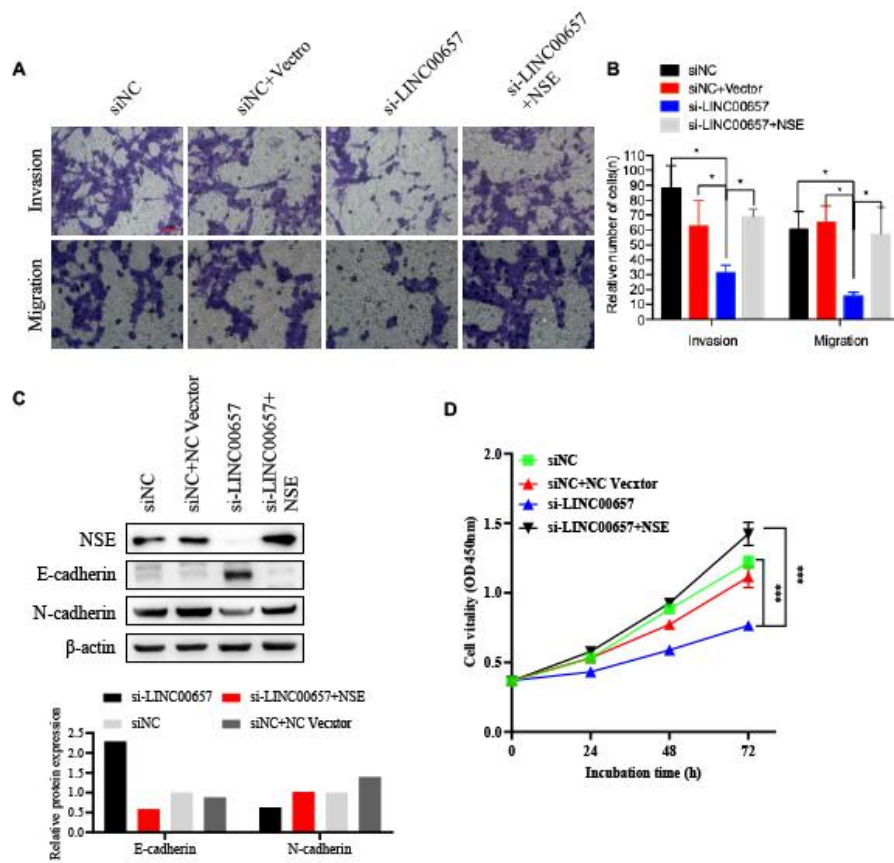 A
siNC
siNC+Vectro
si-LINC00657
si-LINC00657
+NSE
Invasion
Migration
B
siNC
siNC+Vector
si-LINC00657
si-LINC00657+NSE
Relative number of cells(n)
110
100
90
80
70
60
50
40
30
20
10
0
* * *
* * *
Invasion
Migration
C
siNC
siNC+NC Vecxtor
si-LINC00657
si-LINC00657+
NSE
NSE
E-cadherin
N-cadherin
β-actin
si-LINC00657
si-LINC00657+NSE
siNC
siNC+NC Vecxtor
Relative protein expression
2.5
2.0
1.5
1.0
0.5
0.0
E-cadherin
N-cadherin
D
siNC
siNC+NC Vecxtor
si-LINC00657
si-LINC00657+NSE
Cell vitality (OD450nm)
2.0
1.5
1.0
0.5
0.0
***
***
0
24
48
72
Incubation time (h)